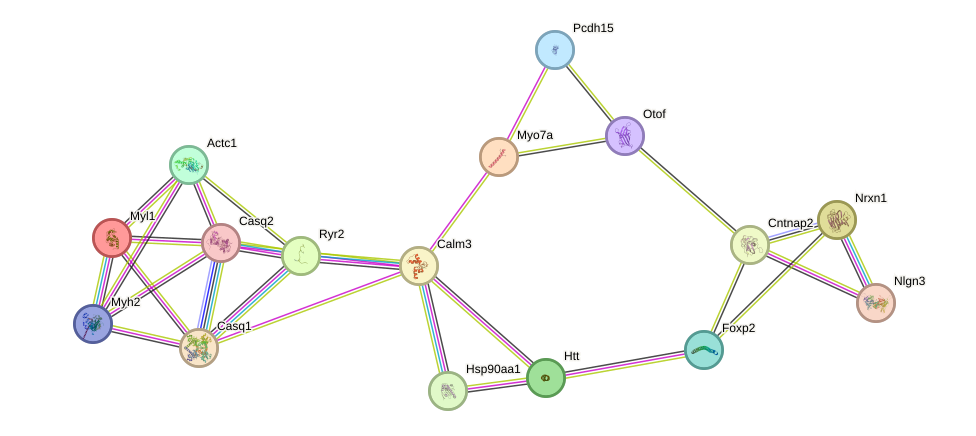 Pcdh15
Otof
Myo7a
Actc1
Nrxn1
Myl1
Casq2
Cntnap2
Ryr2
Calm3
Nlgn3
Myh2
Casq1
Foxp2
Htt
Hsp90aa1